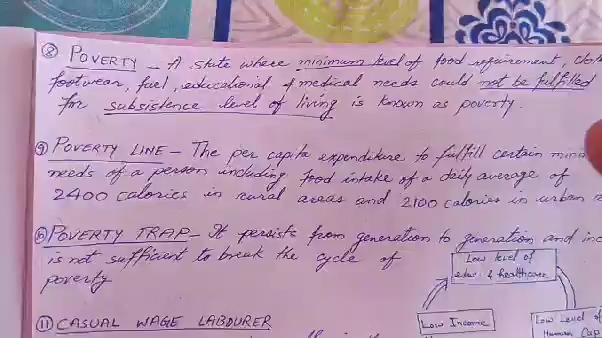 ⑧ POVERTY - A state where minimum level of food requirement,
footwear, fuel, educational & medical needs could not be fulfilled
for subsistence level of living is known as poverty.
⑨ POVERTY LINE - The per capita expenditure to fulfill certain
needs of a person including food intake of a daily average of
2400 calories in rural areas and 2100 calories in urban
⑩ POVERTY TRAP - It persists from generation to generation and
is not sufficient to break the cycle of
poverty
Low level of
educ. & healthcare
Low Income
Low Level of
Human Cap
⑪ CASUAL WAGE LABOURER